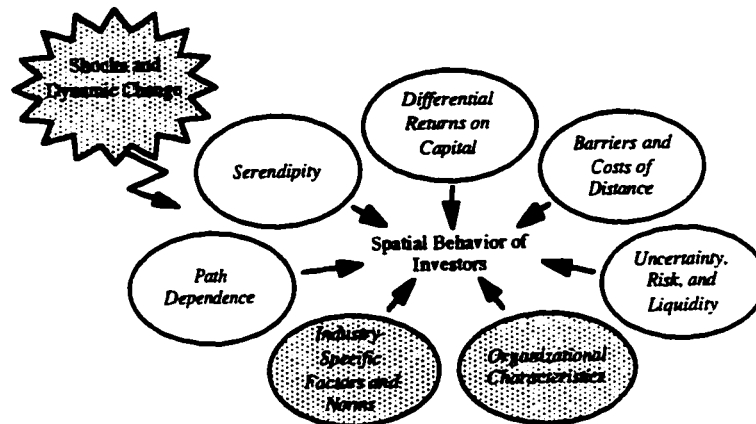 Shocks and
Dynamic Change
Differential
Returns on
Capital
Serendipity
Barriers and
Costs of
Distance
Spatial Behavior of
Investors
Path
Dependence
Uncertainty,
Risk, and
Liquidity
Industry
Specific
Factors and
Norms
Organizational
Characteristics